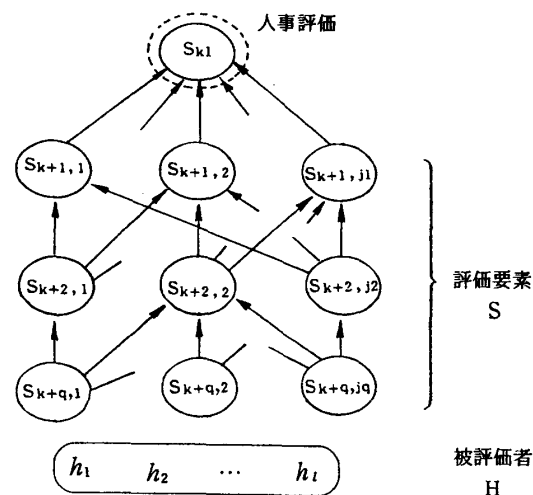 人事評価
Sk1
Sk+1,1 Sk+1,2 Sk+1,j1
Sk+2,1 Sk+2,2 Sk+2,j2
評価要素
S
Sk+q,1 Sk+q,2 Sk+q,jq
h1 h2 … hl
被評価者
H